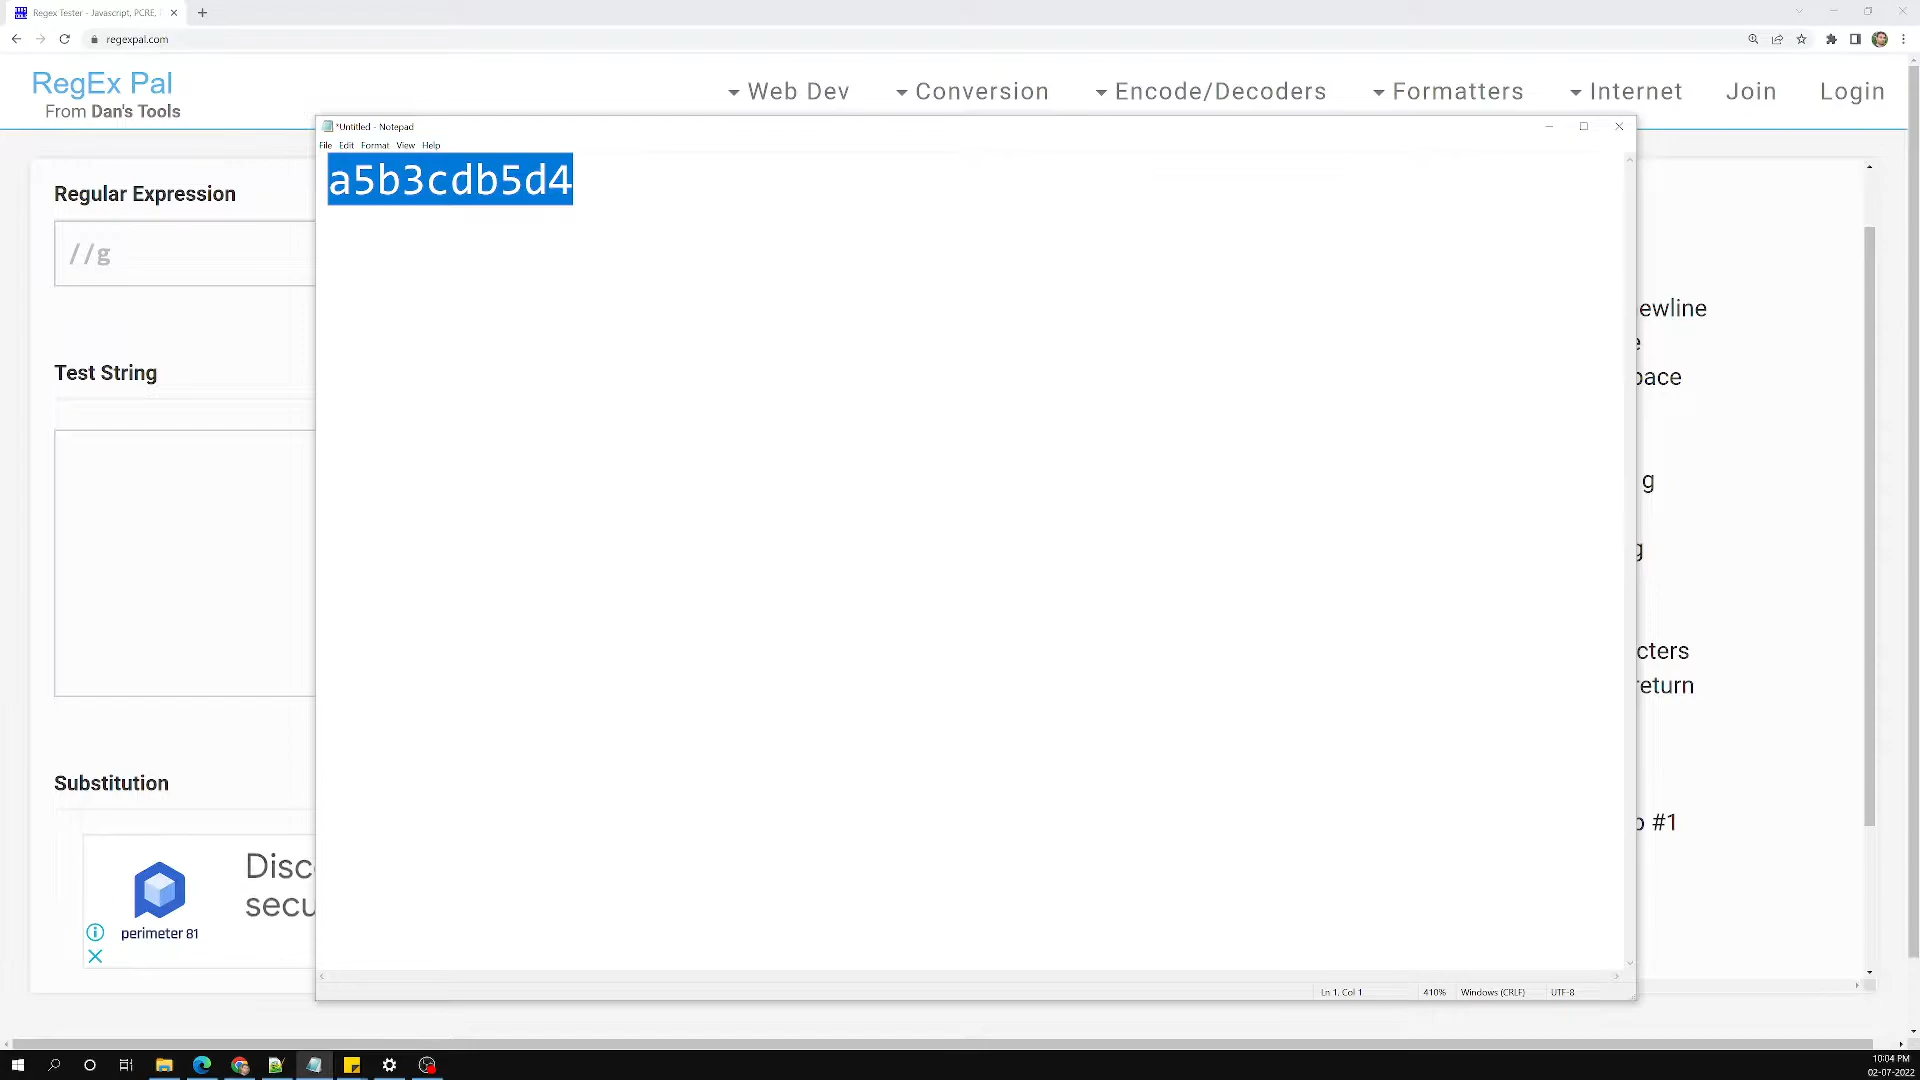 Regex Tester - Javascript, PCRE,
regexpal.com
RegEx Pal
From Dan's Tools
Web Dev
Conversion
Encode/Decoders
Formatters
Internet
Join
Login
*Untitled - Notepad
File Edit Format View Help
a5b3cdb5d4
Regular Expression
//g
Test String
Substitution
Disc
secu
perimeter 81
ewline
e
pace
g
g
cters
return
p #1
Ln 1, Col 1
410%
Windows (CRLF)
UTF-8
10:04 PM
02-07-2022